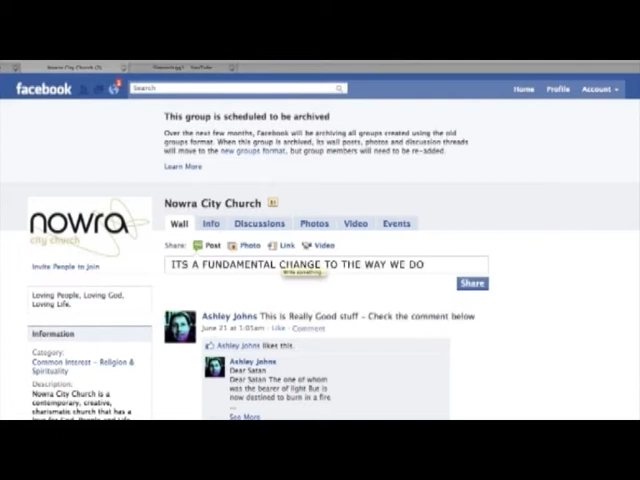 Nowra City Church (2)
facebook
Search
Home Profile Account
This group is scheduled to be archived
Over the next few months, Facebook will be archiving all groups created using the old
groups format. When this group is archived, its wall posts, photos and discussion threads
will move to the new groups format, but group members will need to be re-added.
Learn More
nowra
city church
Invite People to Join
Loving People, Loving God,
Loving Life.
Information
Category:
Common Interest - Religion &
Spirituality
Description:
Nowra City Church is a
contemporary, creative,
charismatic church that has a
Nowra City Church
Wall Info Discussions Photos Video Events
Share: Post Photo Link Video
ITS A FUNDAMENTAL CHANGE TO THE WAY WE DO
Write something...
Share
Ashley Johns This is Really Good stuff - Check the comment below
June 21 at 1:05am · Like · Comment
Ashley Johns likes this.
Ashley Johns
Dear Satan
Dear Satan The one of whom
was the bearer of light But is
now destined to burn in a fire
...
See More